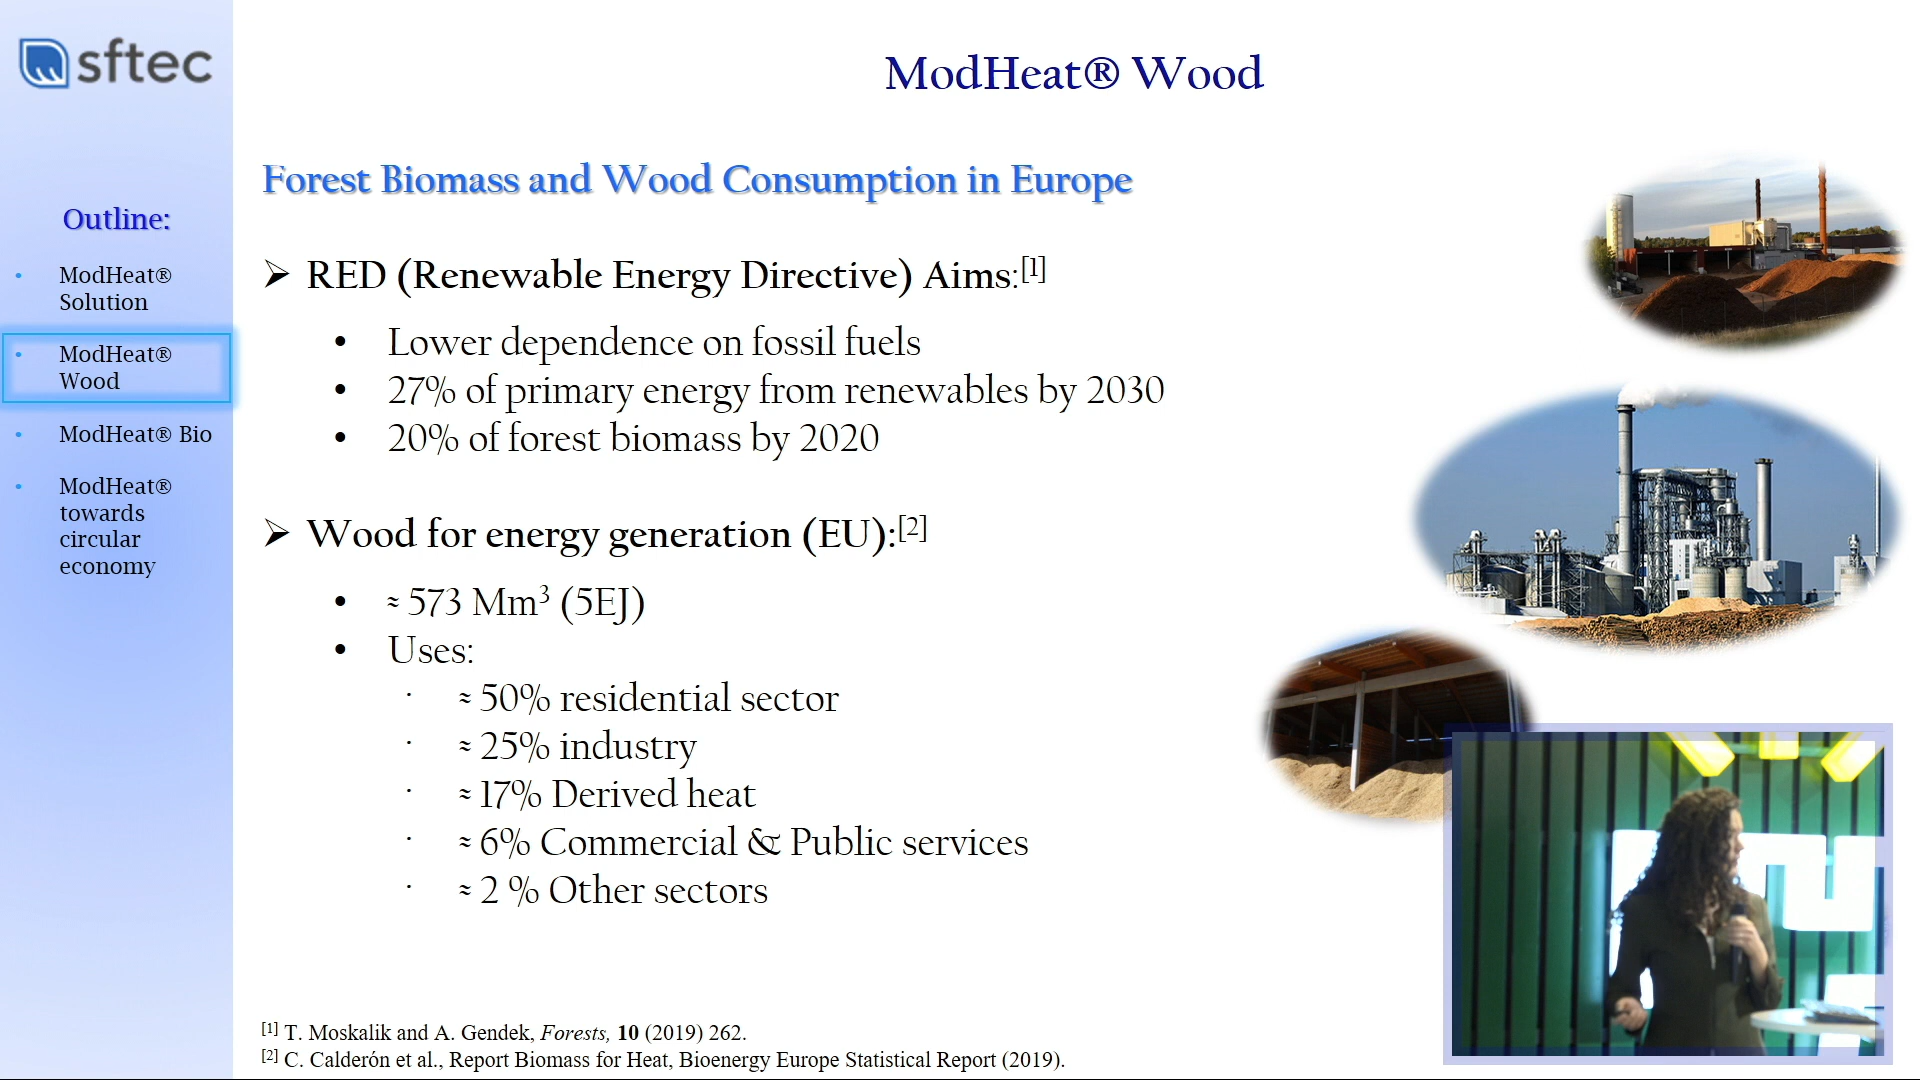 sftec
ModHeat® Wood
Outline:
• ModHeat®
Solution
• ModHeat®
Wood
• ModHeat® Bio
• ModHeat®
towards
circular
economy
Forest Biomass and Wood Consumption in Europe
➢ RED (Renewable Energy Directive) Aims:[1]
• Lower dependence on fossil fuels
• 27% of primary energy from renewables by 2030
• 20% of forest biomass by 2020
➢ Wood for energy generation (EU):[2]
• ≈ 573 Mm³ (5EJ)
• Uses:
· ≈ 50% residential sector
· ≈ 25% industry
· ≈ 17% Derived heat
· ≈ 6% Commercial & Public services
· ≈ 2 % Other sectors
[1] T. Moskalik and A. Gendek, Forests, 10 (2019) 262.
[2] C. Calderón et al., Report Biomass for Heat, Bioenergy Europe Statistical Report (2019).